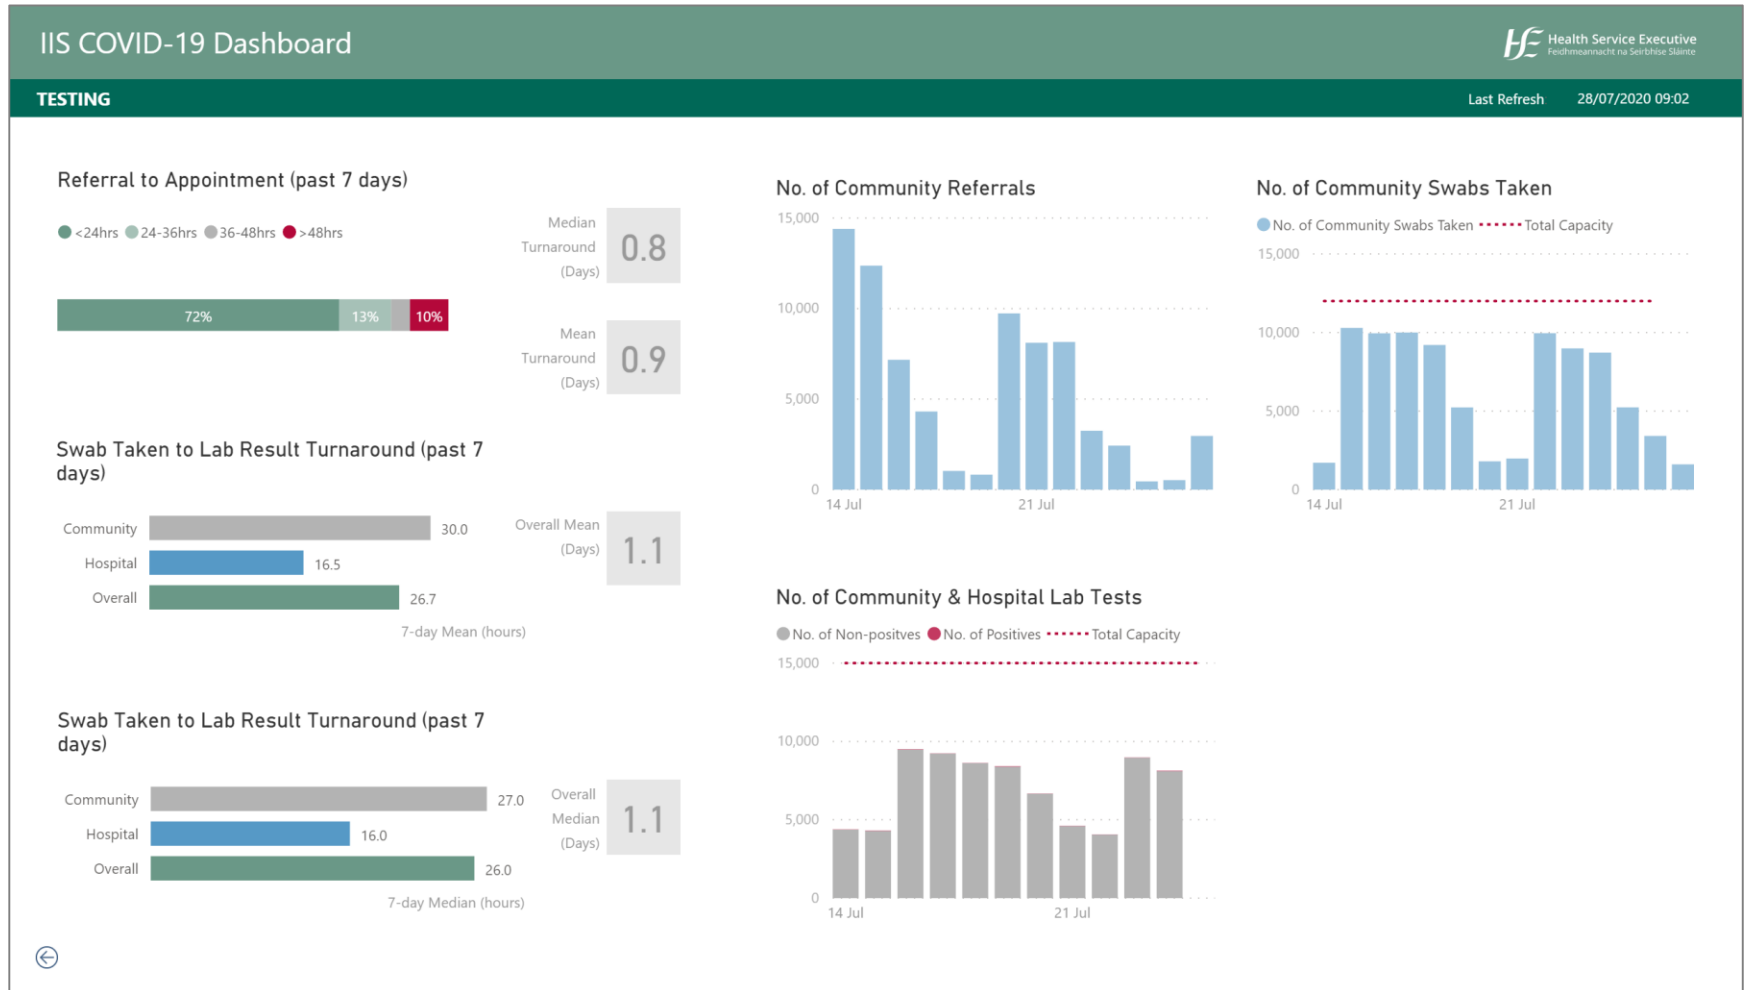 IIS COVID-19 Dashboard
Health Service Executive
Feidhmeannacht na Seirbhíse Sláinte
TESTING
Last Refresh 28/07/2020 09:02
Referral to Appointment (past 7 days)
<24hrs 24-36hrs 36-48hrs >48hrs
72% 13% 10%
Median
Turnaround
(Days)
0.8
Mean
Turnaround
(Days)
0.9
Swab Taken to Lab Result Turnaround (past 7
days)
Community 30.0
Hospital 16.5
Overall 26.7
7-day Mean (hours)
Overall Mean
(Days)
1.1
Swab Taken to Lab Result Turnaround (past 7
days)
Community 27.0
Hospital 16.0
Overall 26.0
7-day Median (hours)
Overall
Median
(Days)
1.1
No. of Community Referrals
15,000
10,000
5,000
0
14 Jul 21 Jul
No. of Community Swabs Taken
No. of Community Swabs Taken Total Capacity
15,000
10,000
5,000
0
14 Jul 21 Jul
No. of Community & Hospital Lab Tests
No. of Non-positves No. of Positives Total Capacity
15,000
10,000
5,000
0
14 Jul 21 Jul